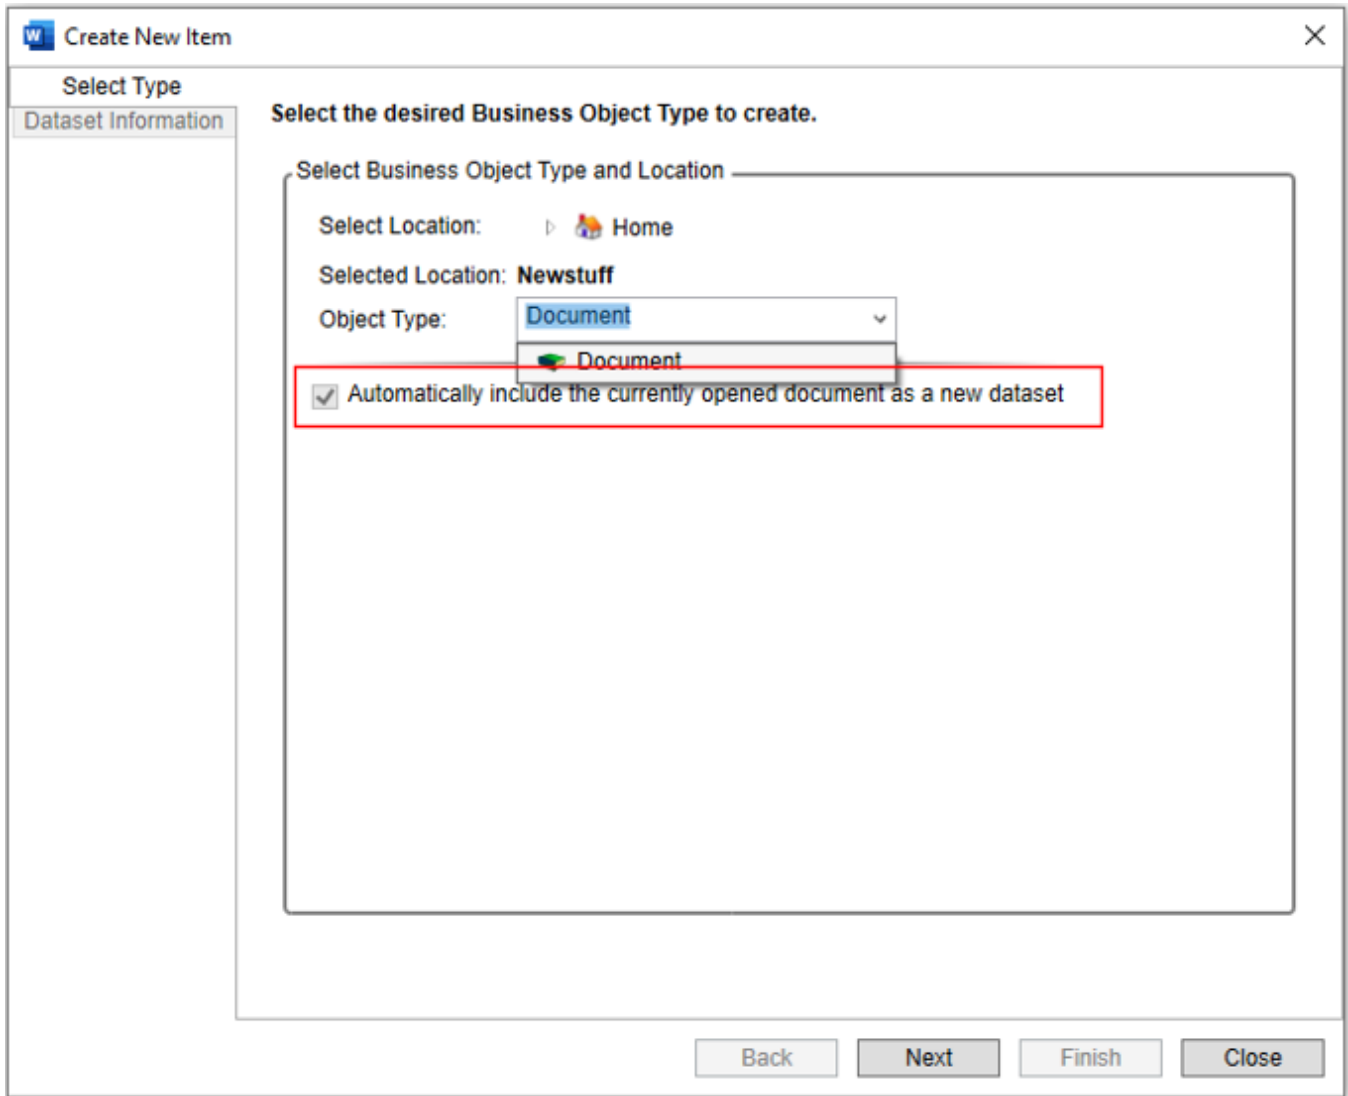 Create New Item
Select Type
Dataset Information
Select the desired Business Object Type to create.
Select Business Object Type and Location
Select Location: Home
Selected Location: Newstuff
Object Type: Document
Document
Automatically include the currently opened document as a new dataset
Back Next Finish Close